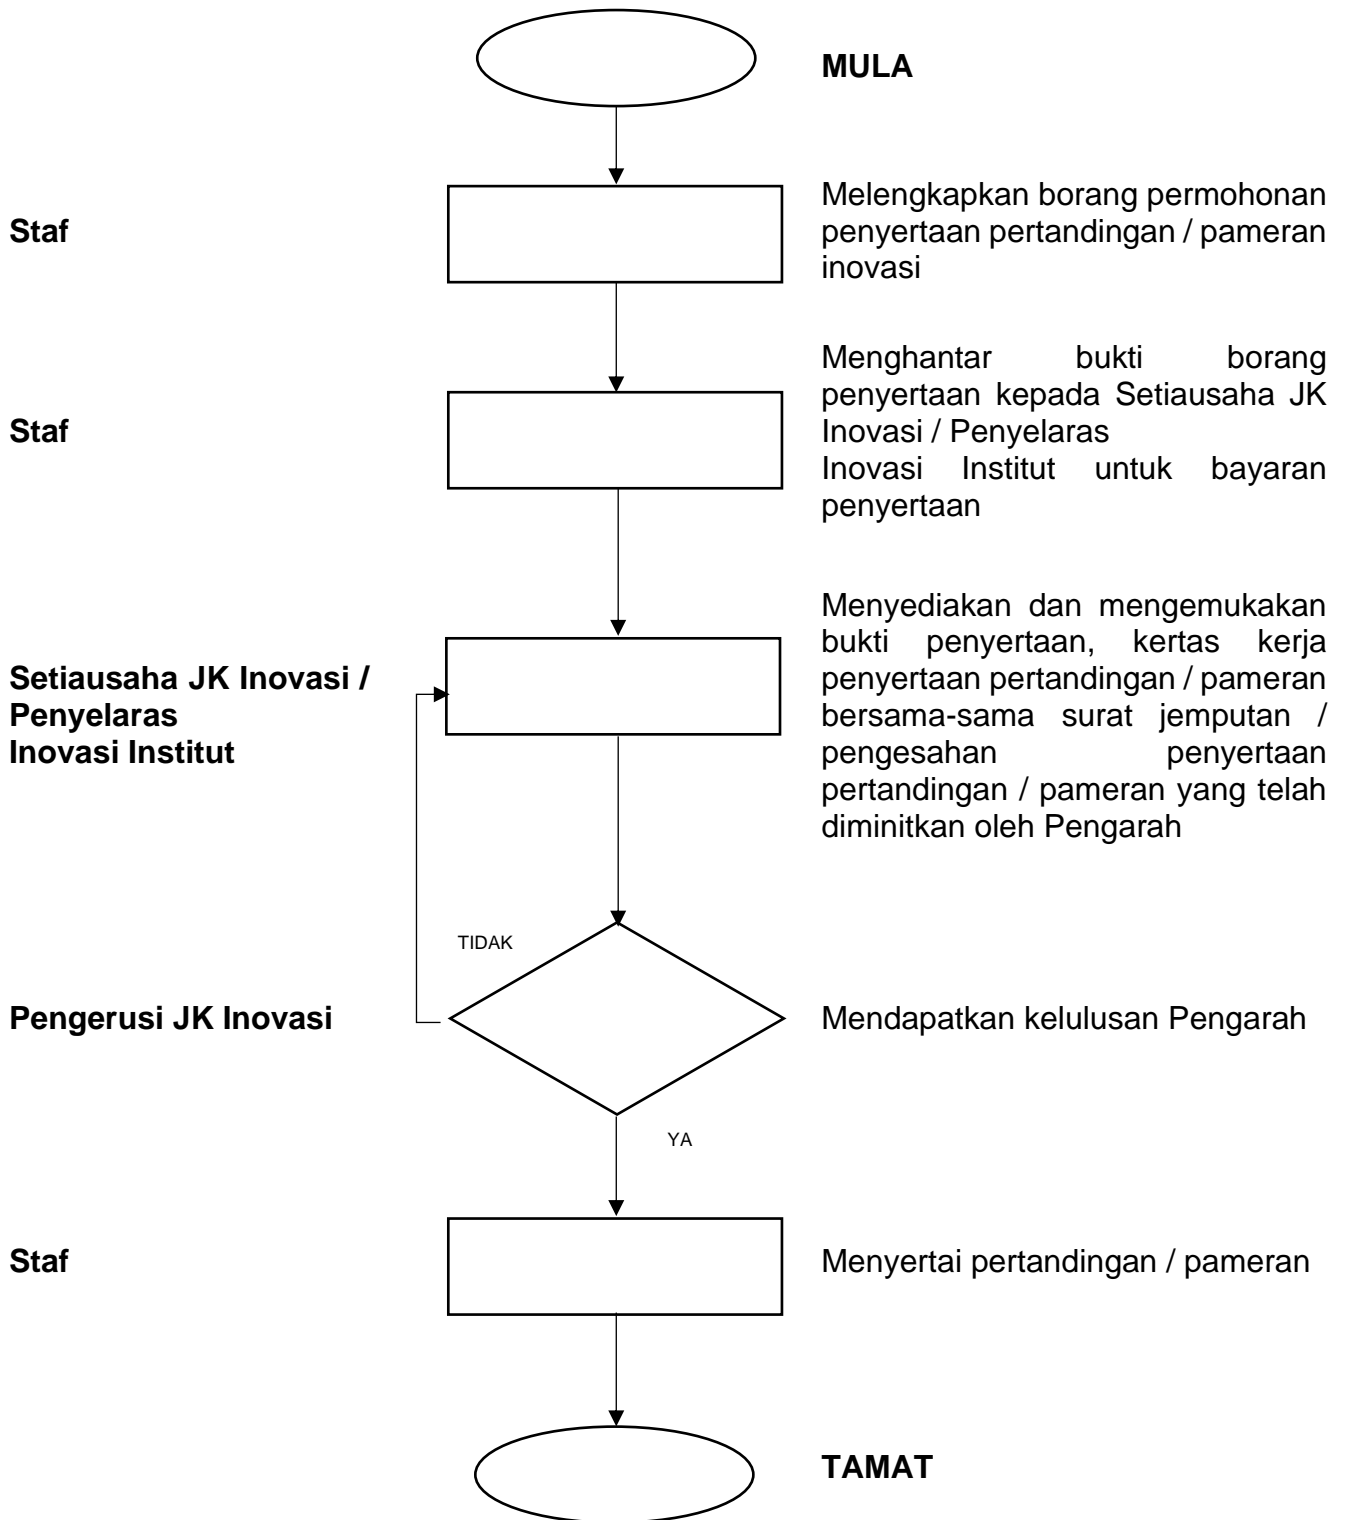 MULA
Staf
Melengkapkan borang permohonan
penyertaan pertandingan / pameran
inovasi
Staf
Menghantar bukti borang
penyertaan kepada Setiausaha JK
Inovasi / Penyelaras
Inovasi Institut untuk bayaran
penyertaan
Setiausaha JK Inovasi /
Penyelaras
Inovasi Institut
Menyediakan dan mengemukakan
bukti penyertaan, kertas kerja
penyertaan pertandingan / pameran
bersama-sama surat jemputan /
pengesahan penyertaan
pertandingan / pameran yang telah
diminitkan oleh Pengarah
TIDAK
Pengerusi JK Inovasi
Mendapatkan kelulusan Pengarah
YA
Staf
Menyertai pertandingan / pameran
TAMAT